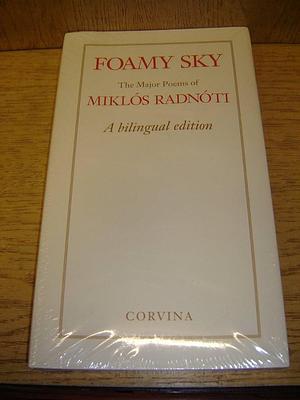 FOAMY SKY
The Major Poems of
MIKLÓS RADNÓTI
A bilingual edition
CORVINA